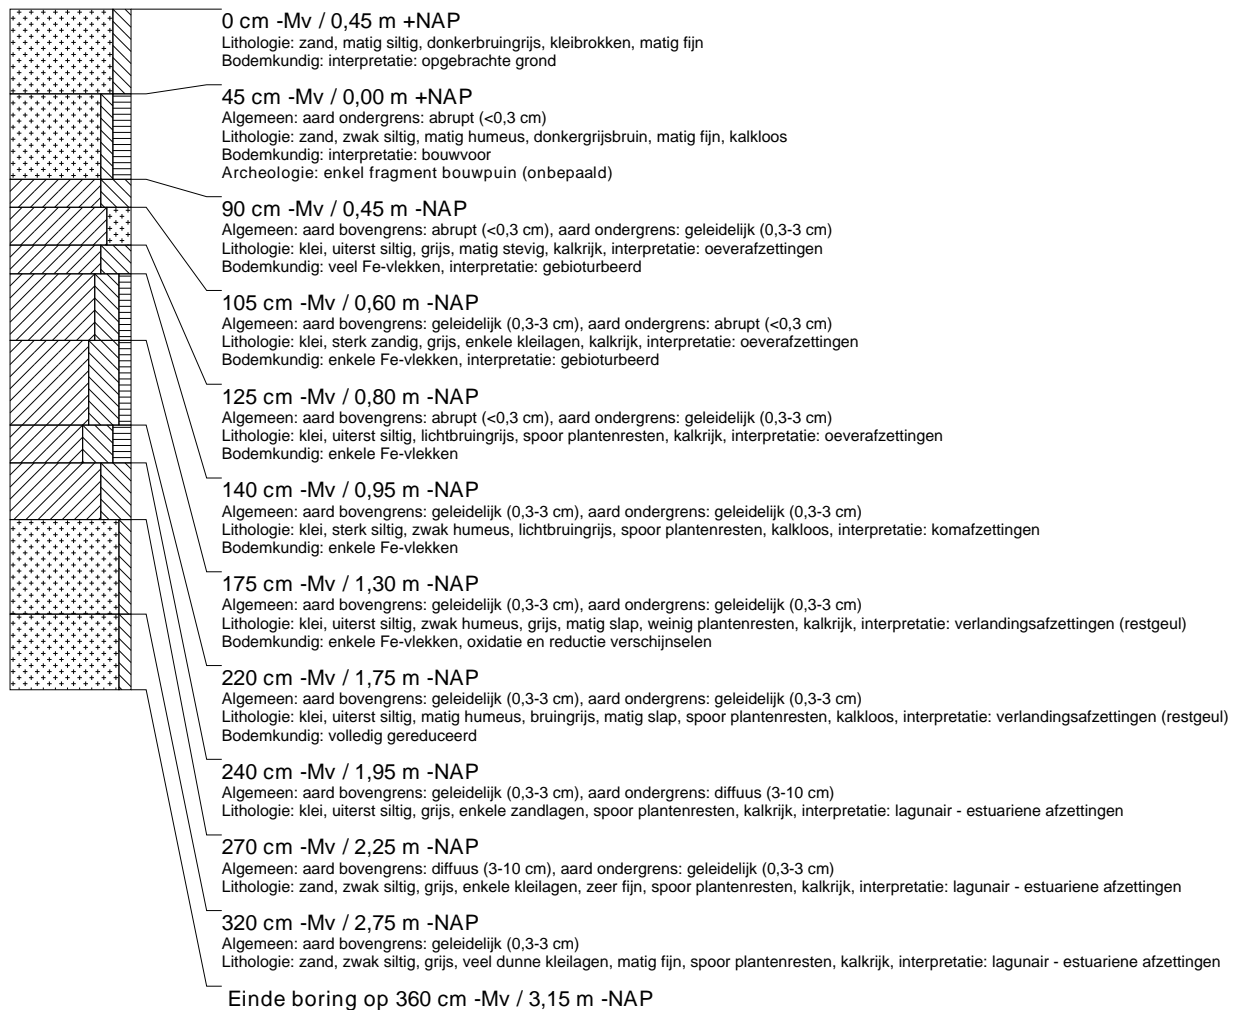 0 cm -Mv / 0,45 m +NAP
Lithologie: zand, matig siltig, donkerbruingrijs, kleibrokken, matig fijn
Bodemkundig: interpretatie: opgebrachte grond
45 cm -Mv / 0,00 m +NAP
Algemeen: aard ondergrens: abrupt (<0,3 cm)
Lithologie: zand, zwak siltig, matig humeus, donkergrijsbruin, matig fijn, kalkloos
Bodemkundig: interpretatie: bouwvoor
Archeologie: enkel fragment bouwpuin (onbepaald)
90 cm -Mv / 0,45 m -NAP
Algemeen: aard bovengrens: abrupt (<0,3 cm), aard ondergrens: geleidelijk (0,3-3 cm)
Lithologie: klei, uiterst siltig, grijs, matig stevig, kalkrijk, interpretatie: oeverafzettingen
Bodemkundig: veel Fe-vlekken, interpretatie: gebioturbeerd
105 cm -Mv / 0,60 m -NAP
Algemeen: aard bovengrens: geleidelijk (0,3-3 cm), aard ondergrens: abrupt (<0,3 cm)
Lithologie: klei, sterk zandig, grijs, enkele kleilagen, kalkrijk, interpretatie: oeverafzettingen
Bodemkundig: enkele Fe-vlekken, interpretatie: gebioturbeerd
125 cm -Mv / 0,80 m -NAP
Algemeen: aard bovengrens: abrupt (<0,3 cm), aard ondergrens: geleidelijk (0,3-3 cm)
Lithologie: klei, uiterst siltig, lichtbruingrijs, spoor plantenresten, kalkrijk, interpretatie: oeverafzettingen
Bodemkundig: enkele Fe-vlekken
140 cm -Mv / 0,95 m -NAP
Algemeen: aard bovengrens: geleidelijk (0,3-3 cm), aard ondergrens: geleidelijk (0,3-3 cm)
Lithologie: klei, sterk siltig, zwak humeus, lichtbruingrijs, spoor plantenresten, kalkloos, interpretatie: komafzettingen
Bodemkundig: enkele Fe-vlekken
175 cm -Mv / 1,30 m -NAP
Algemeen: aard bovengrens: geleidelijk (0,3-3 cm), aard ondergrens: geleidelijk (0,3-3 cm)
Lithologie: klei, uiterst siltig, zwak humeus, grijs, matig slap, weinig plantenresten, kalkrijk, interpretatie: verlandingsafzettingen (restgeul)
Bodemkundig: enkele Fe-vlekken, oxidatie en reductie verschijnselen
220 cm -Mv / 1,75 m -NAP
Algemeen: aard bovengrens: geleidelijk (0,3-3 cm), aard ondergrens: geleidelijk (0,3-3 cm)
Lithologie: klei, uiterst siltig, matig humeus, bruingrijs, matig slap, spoor plantenresten, kalkloos, interpretatie: verlandingsafzettingen (restgeul)
Bodemkundig: volledig gereduceerd
240 cm -Mv / 1,95 m -NAP
Algemeen: aard bovengrens: geleidelijk (0,3-3 cm), aard ondergrens: diffuus (3-10 cm)
Lithologie: klei, uiterst siltig, grijs, enkele zandlagen, spoor plantenresten, kalkrijk, interpretatie: lagunair - estuariene afzettingen
270 cm -Mv / 2,25 m -NAP
Algemeen: aard bovengrens: diffuus (3-10 cm), aard ondergrens: geleidelijk (0,3-3 cm)
Lithologie: zand, zwak siltig, grijs, enkele kleilagen, zeer fijn, spoor plantenresten, kalkrijk, interpretatie: lagunair - estuariene afzettingen
320 cm -Mv / 2,75 m -NAP
Algemeen: aard bovengrens: geleidelijk (0,3-3 cm)
Lithologie: zand, zwak siltig, grijs, veel dunne kleilagen, matig fijn, spoor plantenresten, kalkrijk, interpretatie: lagunair - estuariene afzettingen
Einde boring op 360 cm -Mv / 3,15 m -NAP